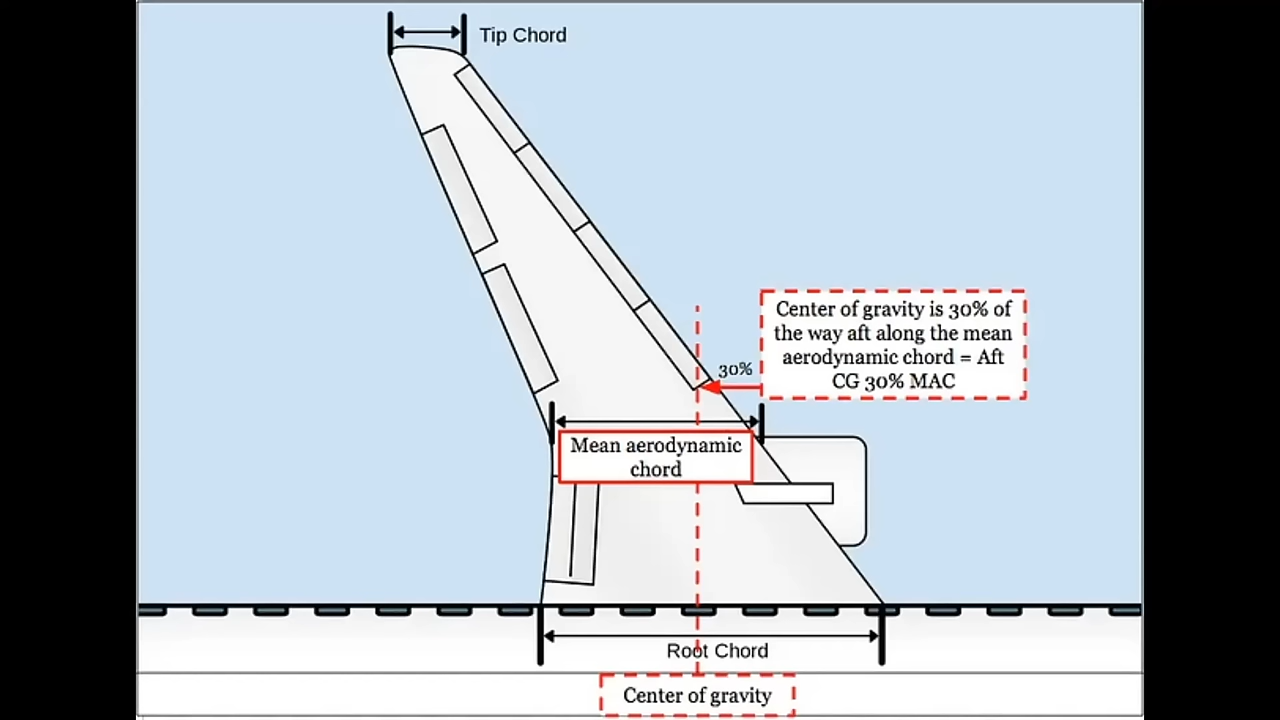 Tip Chord
Center of gravity is 30% of
the way aft along the mean
aerodynamic chord = Aft
CG 30% MAC
30%
Mean aerodynamic
chord
Root Chord
Center of gravity